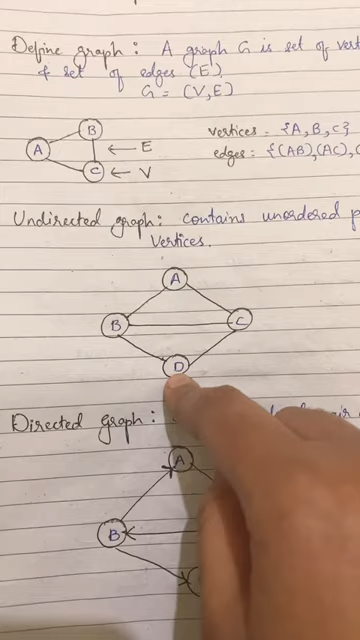 Define graph: A graph G is set of
& set of edges (E)
G = (V,E)
B
A
C
← E
← V
vertices = {A, B, C}
edges: {(AB), (AC),
Undirected graph: contains unordered
vertices.
A
B
C
D
Directed graph:
A
B